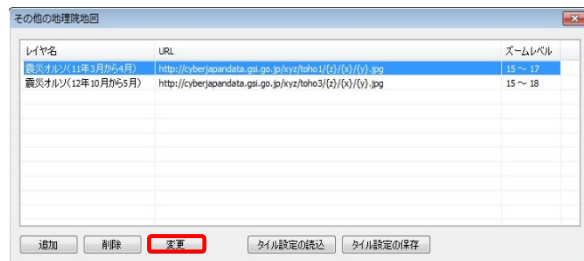 その他の地理院地図
レイヤ名 URL ズームレベル
震災オルソ(11年3月から4月) http://cyberjapandata.gsi.go.jp/xyz/toho1/{z}/{x}/{y}.jpg 15 ～ 17
震災オルソ(12年10月から5月) http://cyberjapandata.gsi.go.jp/xyz/toho3/{z}/{x}/{y}.jpg 15 ～ 18
追加 削除 変更 タイル設定の読込 タイル設定の保存